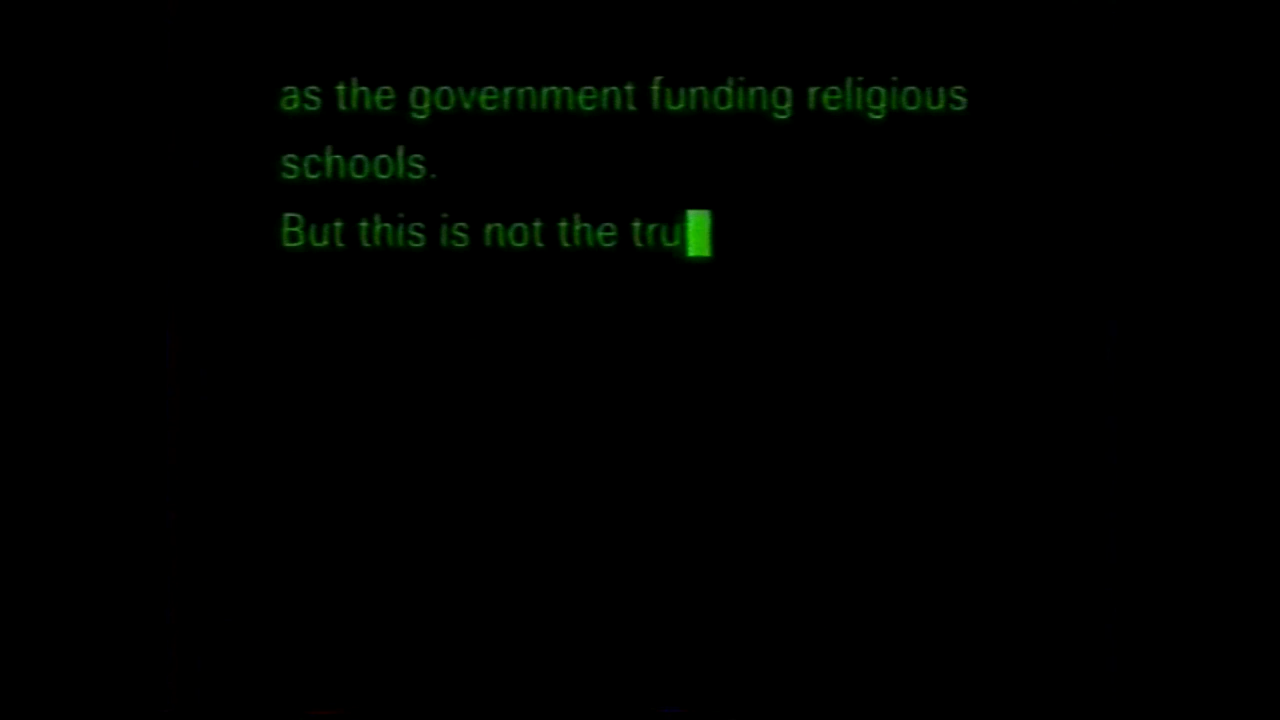 as the government funding religious
schools.
But this is not the tru